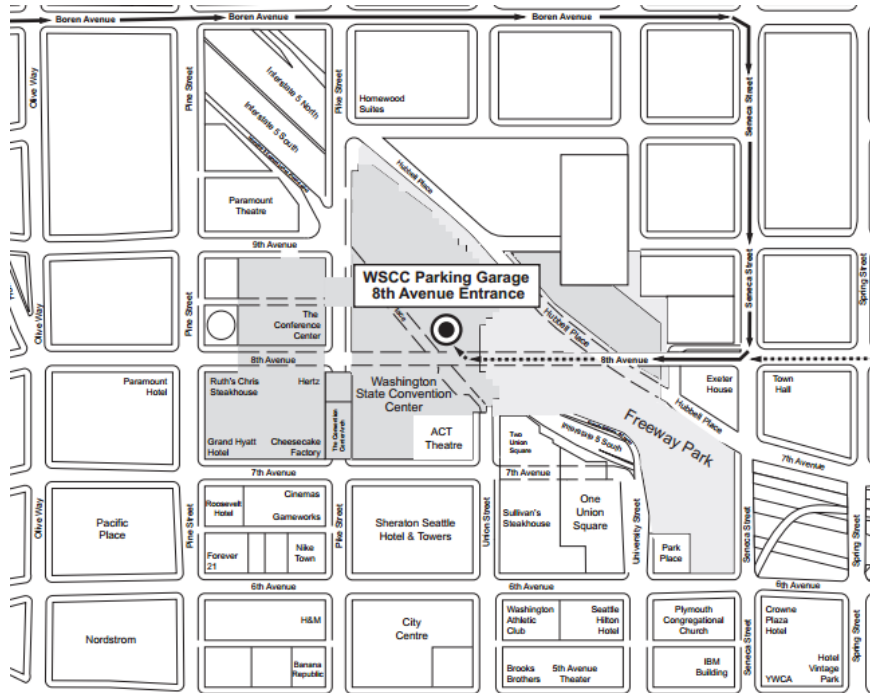 Boren Avenue
Boren Avenue
Boren Avenue
Olive Way
Pine Street
Pike Street
Seneca Street
Interstate 5 North
Interstate 5 South
Homewood
Suites
Hubbell Place
Seneca Street
Paramount
Theatre
9th Avenue
Seneca Street
Spring Street
WSCC Parking Garage
8th Avenue Entrance
Olive Way
Pine Street
The
Conference
Center
Hubbell Place
8th Avenue
8th Avenue
Paramount
Hotel
Ruth's Chris
Steakhouse
Hertz
Washington
State Convention
Center
Exeter
House
Town
Hall
Hubbell Place
Freeway Park
The Convention
Center Arch
Grand Hyatt
Hotel
Cheesecake
Factory
ACT
Theatre
Two
Union
Square
Interstate 5 South
7th Avenue
7th Avenue
7th Avenue
Olive Way
Pine Street
Pike Street
Union Street
University Street
Seneca Street
Spring Street
Pacific
Place
Roosevelt
Hotel
Cinemas
Gameworks
Sheraton Seattle
Hotel & Towers
Sullivan's
Steakhouse
One
Union
Square
Forever
21
Nike
Town
Park
Place
6th Avenue
6th Avenue
6th Avenue
Nordstrom
H&M
Banana
Republic
City
Centre
Washington
Athletic
Club
Seattle
Hilton
Hotel
Plymouth
Congregational
Church
Crowne
Plaza
Hotel
Seneca Street
Spring Street
Brooks
Brothers
5th Avenue
Theater
IBM
Building
YWCA
Hotel
Vintage
Park